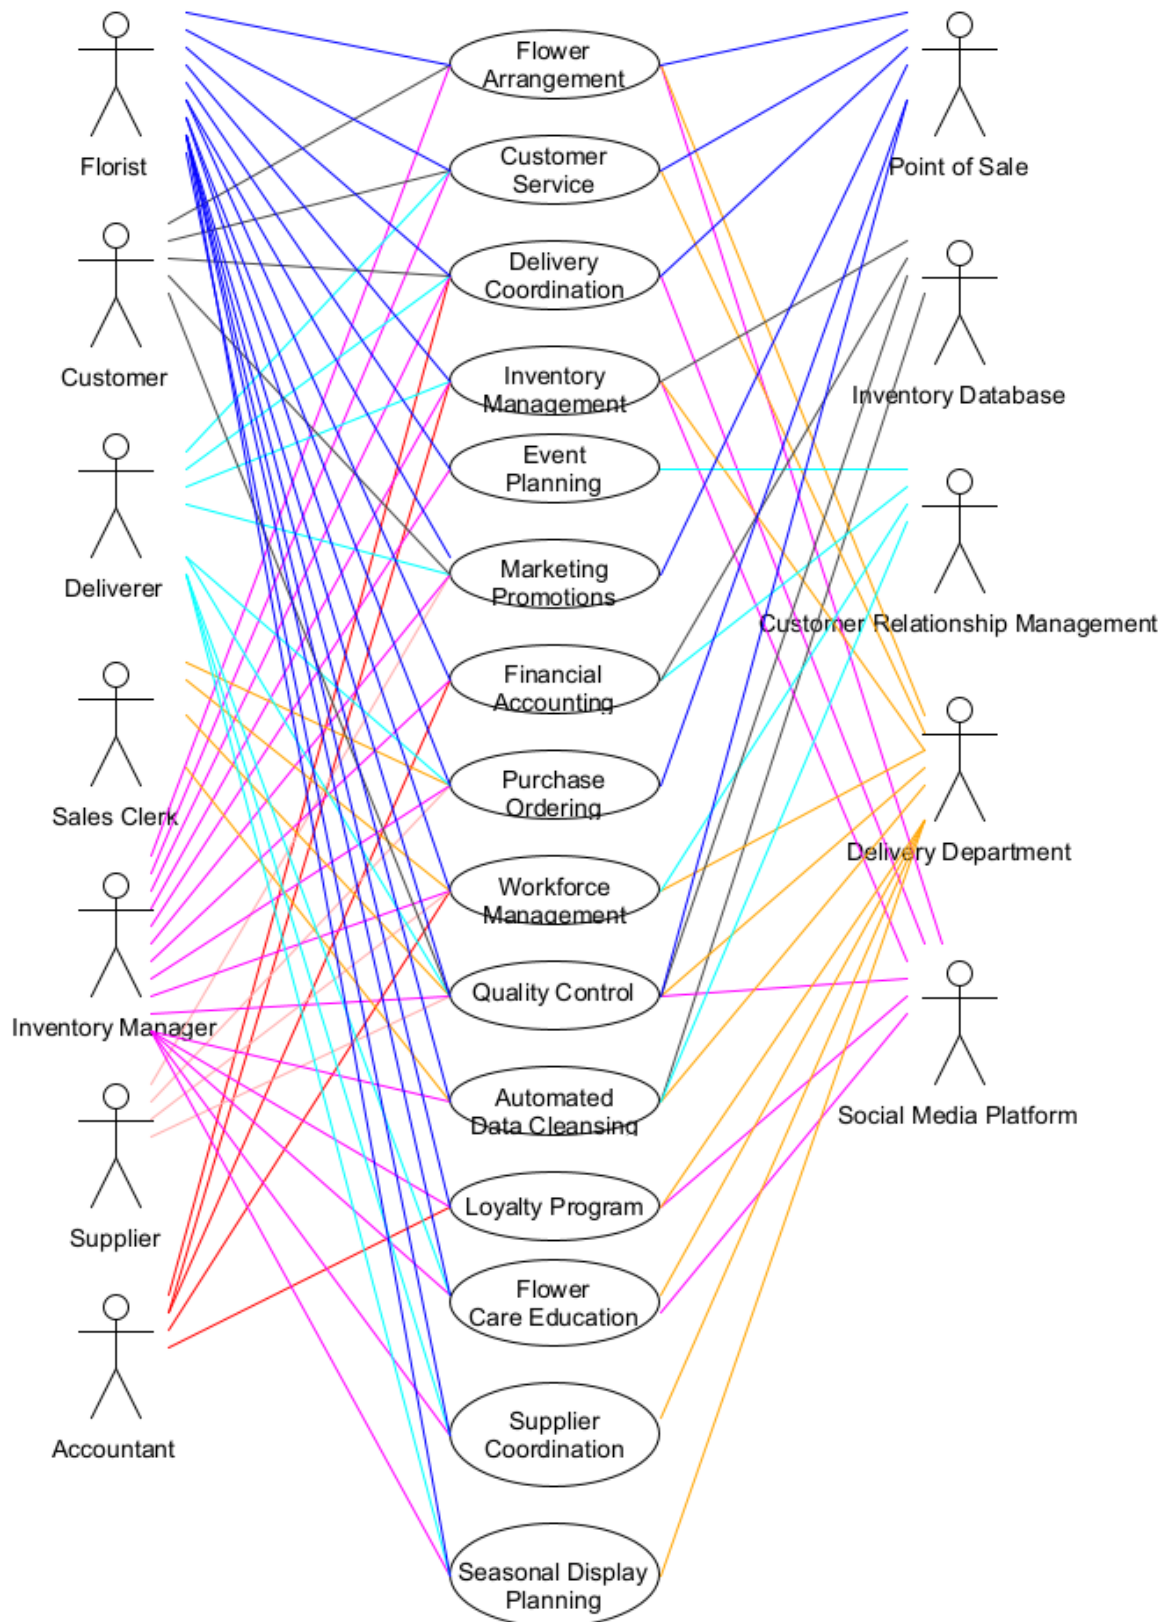 Florist
Customer
Deliverer
Sales Clerk
Inventory Manager
Supplier
Accountant
Flower
Arrangement
Customer
Service
Delivery
Coordination
Inventory
Management
Event
Planning
Marketing
Promotions
Financial
Accounting
Purchase
Ordering
Workforce
Management
Quality Control
Automated
Data Cleansing
Loyalty Program
Flower
Care Education
Supplier
Coordination
Seasonal Display
Planning
Point of Sale
Inventory Database
Customer Relationship Management
Delivery Department
Social Media Platform